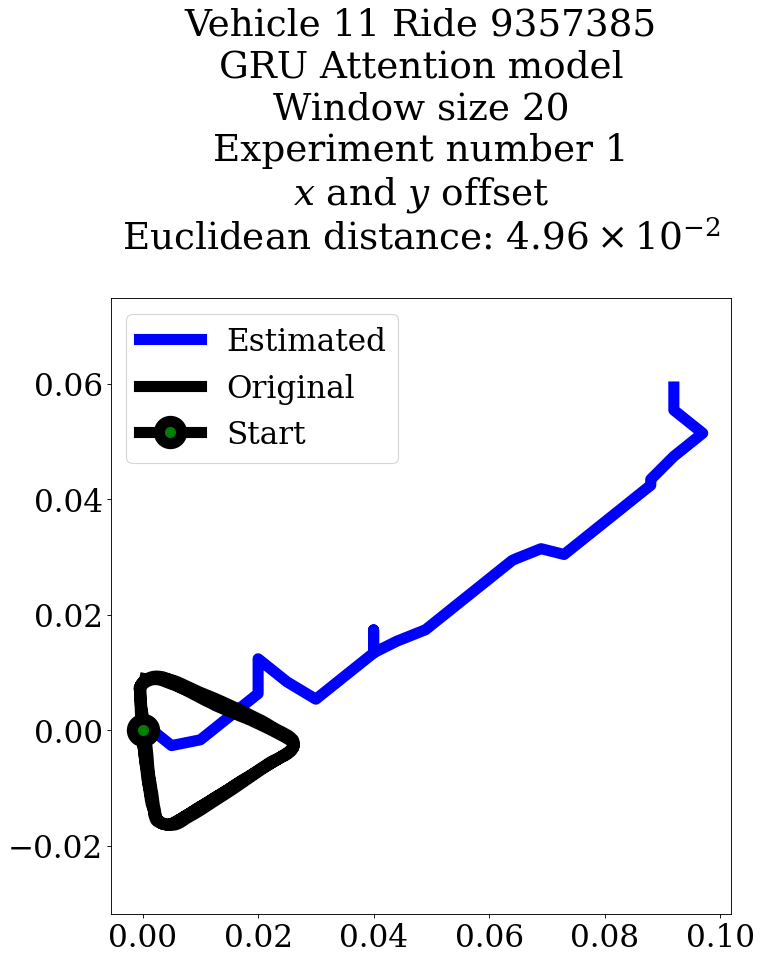 Vehicle 11 Ride 9357385
GRU Attention model
Window size 20
Experiment number 1
x and y offset
Euclidean distance: 4.96 × 10⁻²
Estimated
Original
Start
0.06
0.04
0.02
0.00
−0.02
0.00 0.02 0.04 0.06 0.08 0.10